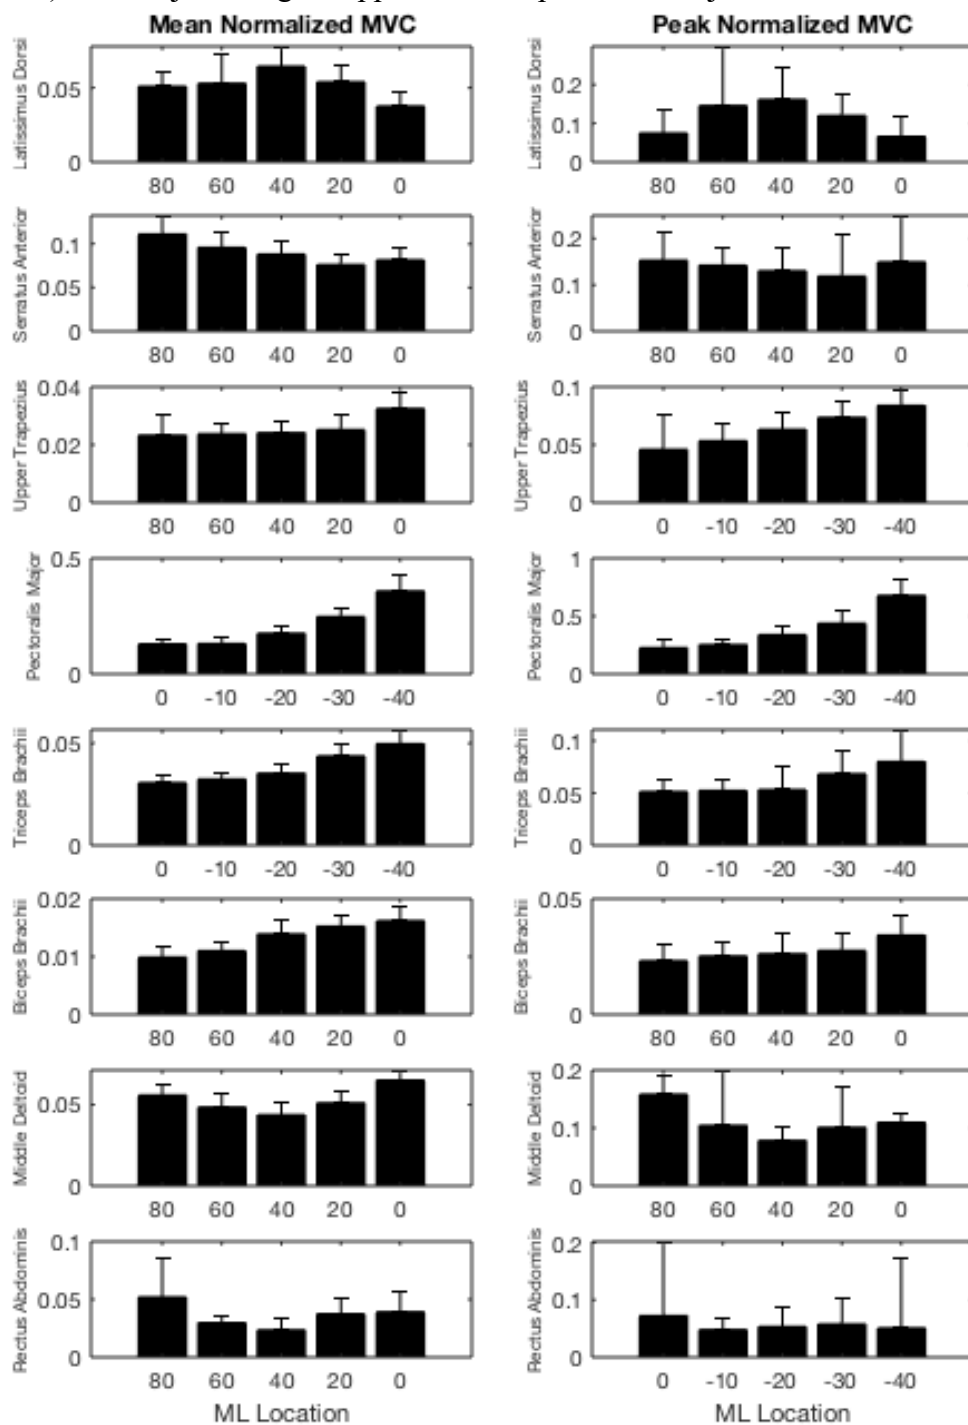 Mean Normalized MVC Peak Normalized MVC
Latissimus Dorsi 0.05 0 80 60 40 20 0
0.2 0.1 0 80 60 40 20 0
Serratus Anterior 0.1 0.05 0 80 60 40 20 0
Serratus Anterior 0.2 0.1 0 80 60 40 20 0
Upper Trapezius 0.04 0.02 0 80 60 40 20 0
Upper Trapezius 0.1 0.05 0 0 -10 -20 -30 -40
Pectoralis Major 0.5 0 0 -10 -20 -30 -40
Pectoralis Major 1 0.5 0 0 -10 -20 -30 -40
Triceps Brachii 0.05 0 0 -10 -20 -30 -40
Triceps Brachii 0.1 0.05 0 0 -10 -20 -30 -40
Biceps Brachii 0.02 0.01 0 80 60 40 20 0
Biceps Brachii 0.05 0 80 60 40 20 0
Middle Deltoid 0.05 0 80 60 40 20 0
Middle Deltoid 0.2 0.1 0 80 60 40 20 0
Rectus Abdominis 0.1 0.05 0 80 60 40 20 0
Rectus Abdominis 0.2 0.1 0 0 -10 -20 -30 -40
ML Location ML Location